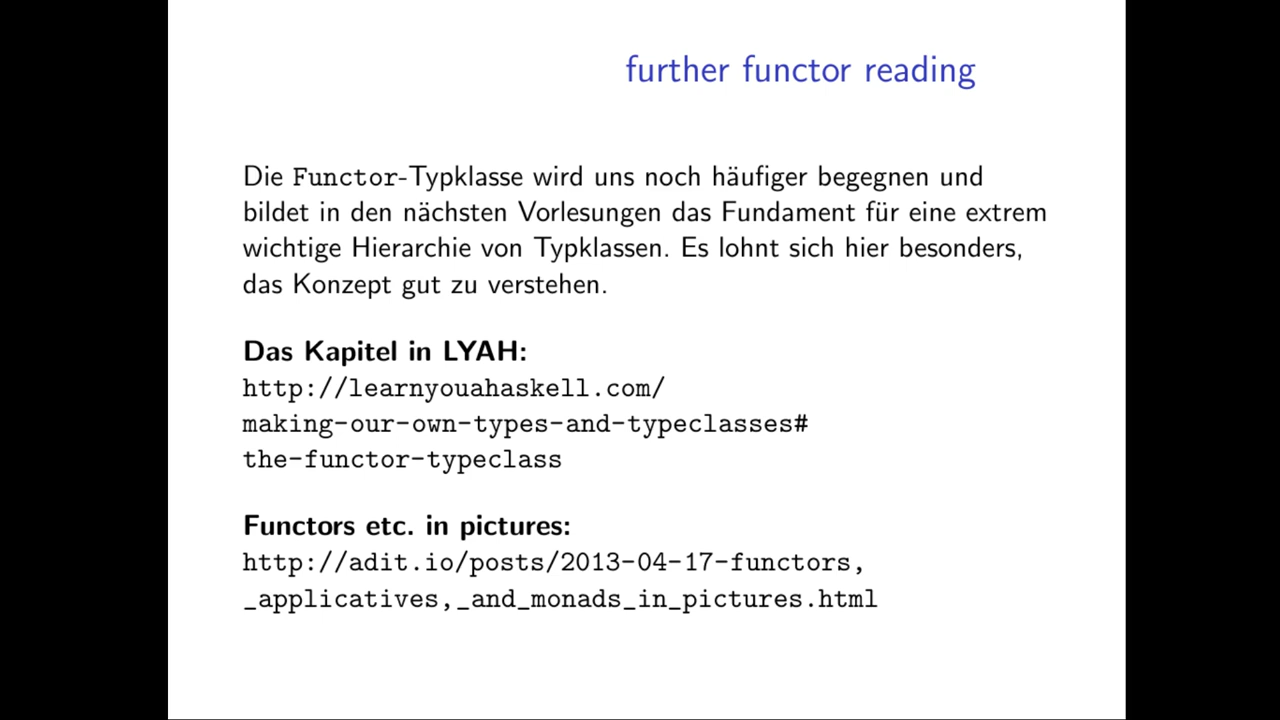 further functor reading
Die Functor-Typklasse wird uns noch häufiger begegnen und
bildet in den nächsten Vorlesungen das Fundament für eine extrem
wichtige Hierarchie von Typklassen. Es lohnt sich hier besonders,
das Konzept gut zu verstehen.
Das Kapitel in LYAH:
http://learnyouahaskell.com/
making-our-own-types-and-typeclasses#
the-functor-typeclass
Functors etc. in pictures:
http://adit.io/posts/2013-04-17-functors,
_applicatives,_and_monads_in_pictures.html